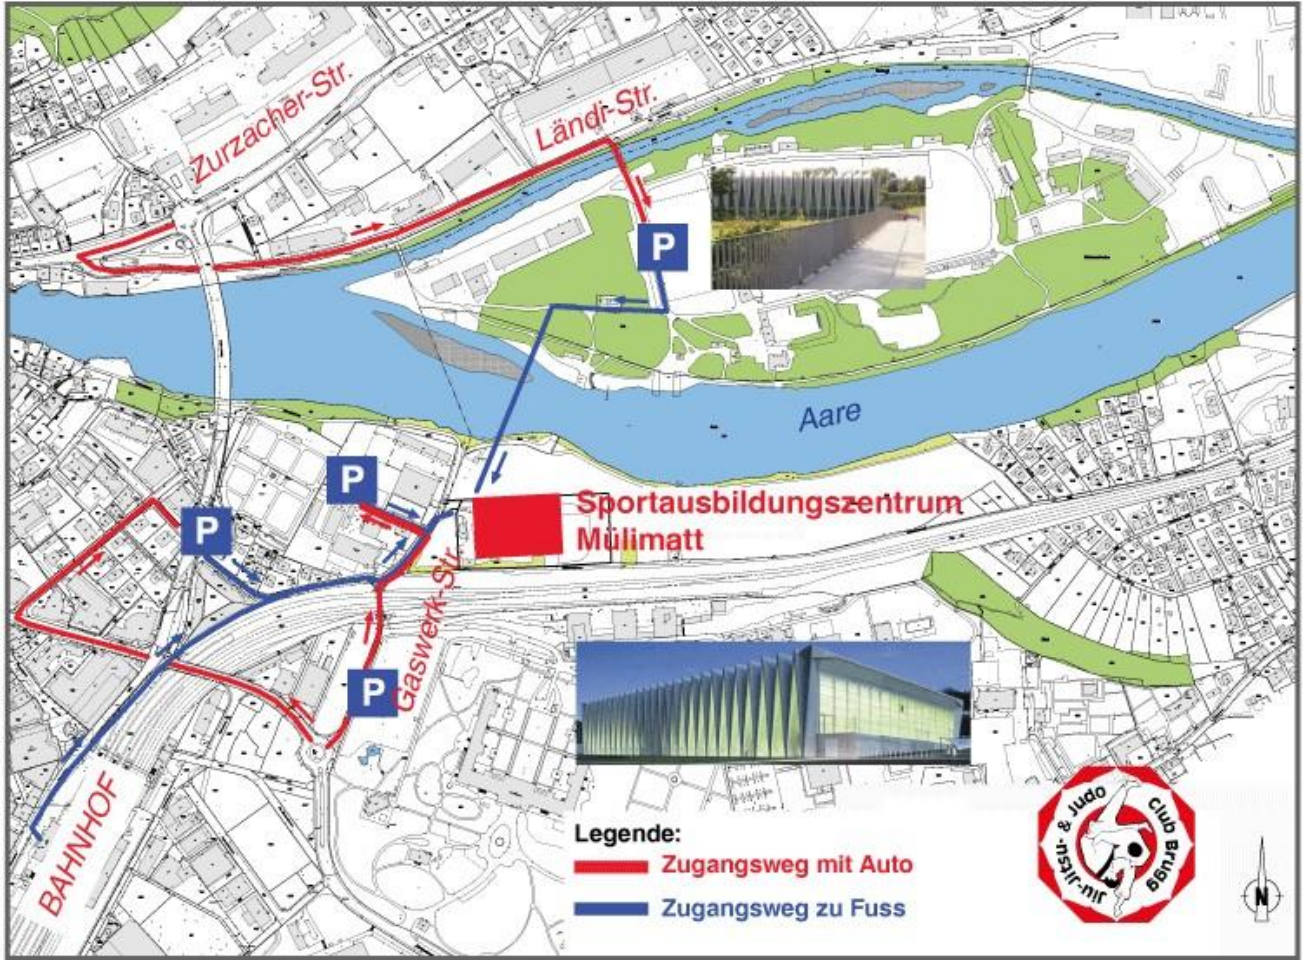 Zurzacher-Str.
Ländi-Str.
P
Aare
P
P
Sportausbildungszentrum
Mülimatt
Gaswerk-Str.
P
BAHNHOF
Legende:
Zugangsweg mit Auto
Zugangsweg zu Fuss
Jiu-Jitsu- & Judo Club Brugg
N